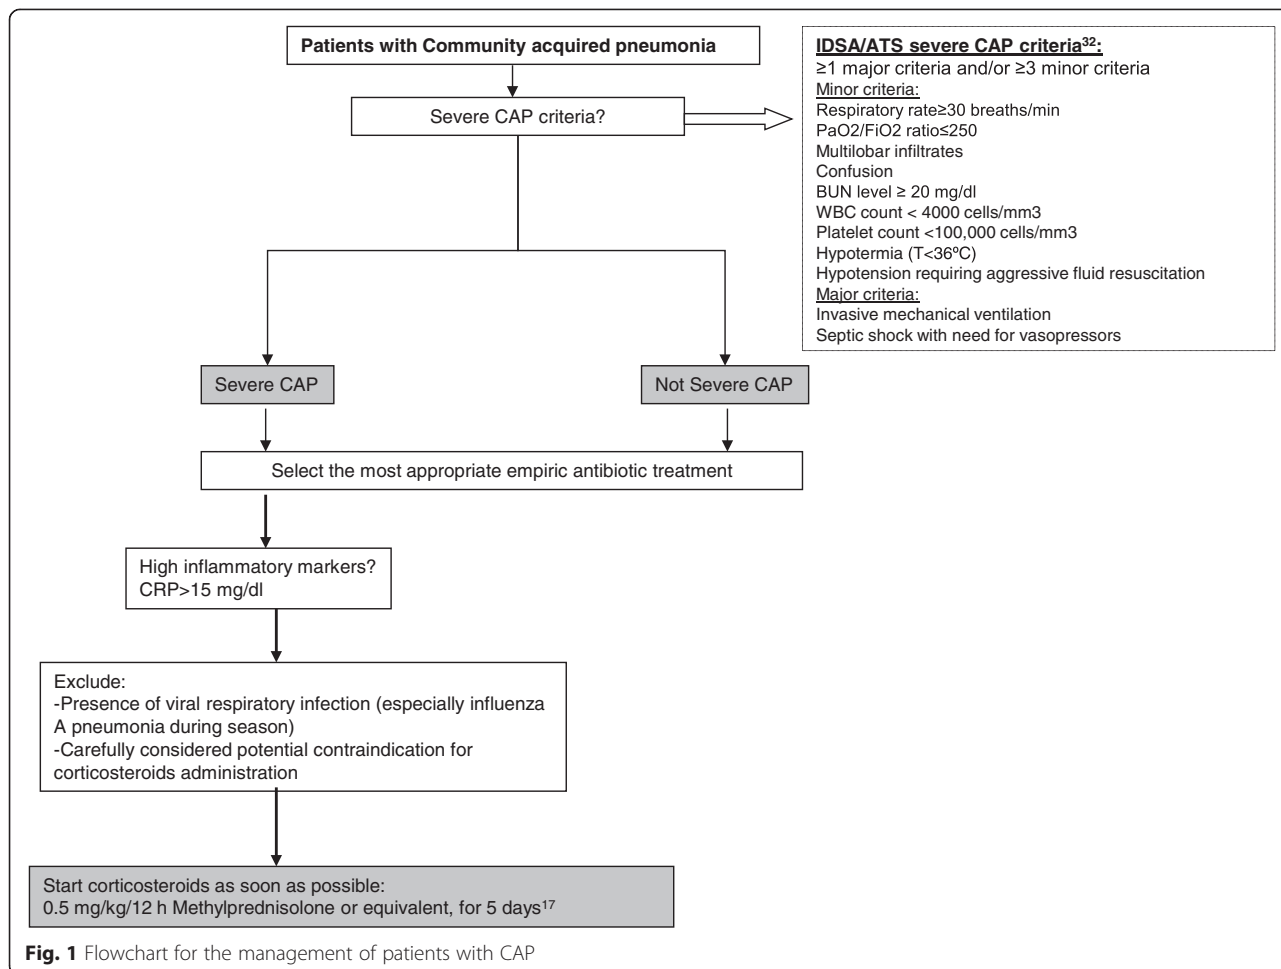 Patients with Community acquired pneumonia
Severe CAP criteria?
IDSA/ATS severe CAP criteria32:
≥1 major criteria and/or ≥3 minor criteria
Minor criteria:
Respiratory rate≥30 breaths/min
PaO2/FiO2 ratio≤250
Multilobar infiltrates
Confusion
BUN level ≥ 20 mg/dl
WBC count < 4000 cells/mm3
Platelet count <100,000 cells/mm3
Hypotermia (T<36ºC)
Hypotension requiring aggressive fluid resuscitation
Major criteria:
Invasive mechanical ventilation
Septic shock with need for vasopressors
Severe CAP
Not Severe CAP
Select the most appropriate empiric antibiotic treatment
High inflammatory markers?
CRP>15 mg/dl
Exclude:
-Presence of viral respiratory infection (especially influenza
A pneumonia during season)
-Carefully considered potential contraindication for
corticosteroids administration
Start corticosteroids as soon as possible:
0.5 mg/kg/12 h Methylprednisolone or equivalent, for 5 days17
Fig. 1 Flowchart for the management of patients with CAP